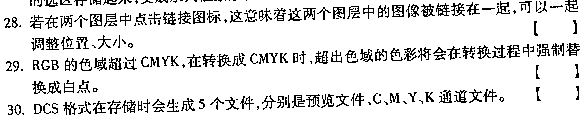 28. 若在两个图层中点击链接图标,这意味着这两个图层中的图像被链接在一起,可以一起
调整位置、大小。 【 】
29. RGB 的色域超过 CMYK,在转换成 CMYK 时,超出色域的色彩将会在转换过程中强制替
换成白点。 【 】
30. DCS 格式在存储时会生成 5 个文件,分别是预览文件、C、M、Y、K 通道文件。 【 】